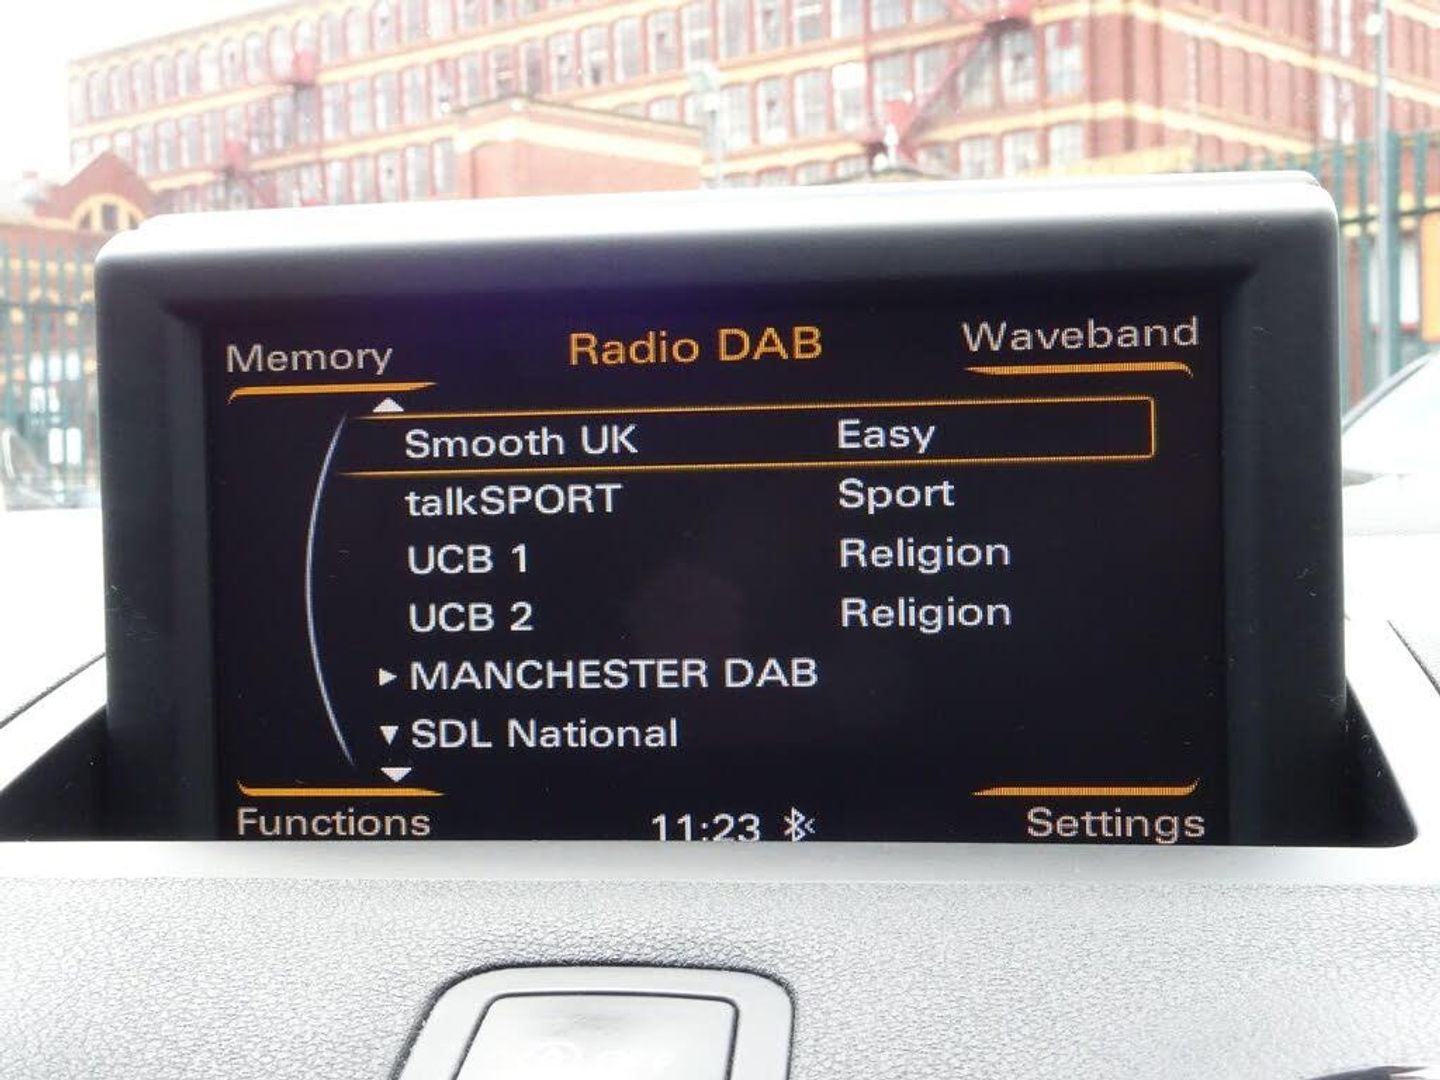 Memory Radio DAB Waveband
Smooth UK Easy
talkSPORT Sport
UCB 1 Religion
UCB 2 Religion
MANCHESTER DAB
SDL National
Functions 11:23 Settings